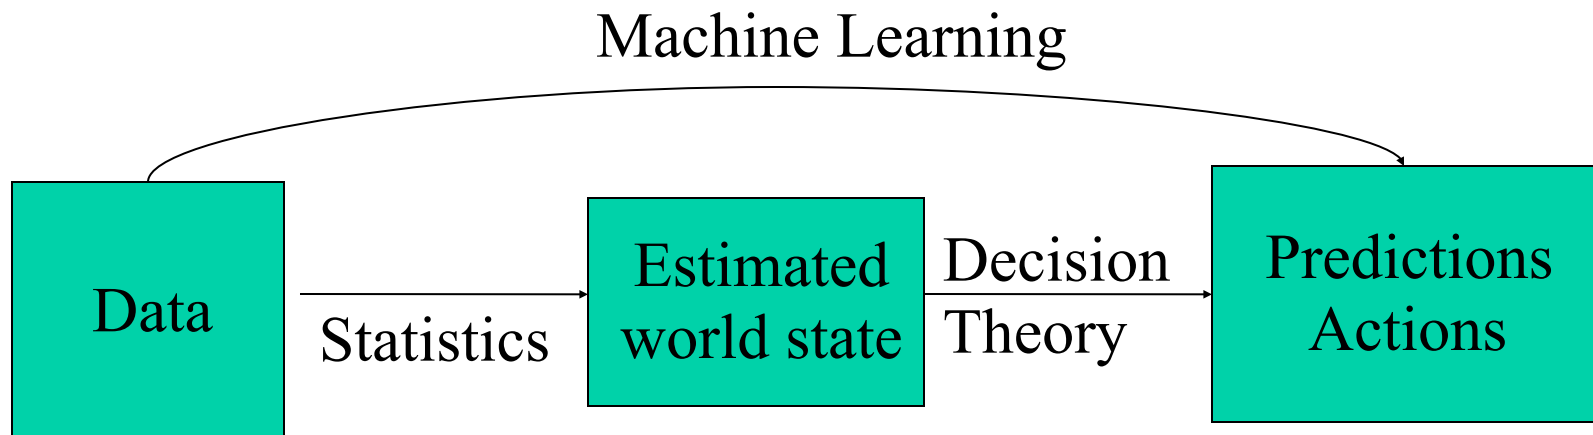 Machine Learning
Data
Statistics
Estimated
world state
Decision
Theory
Predictions
Actions